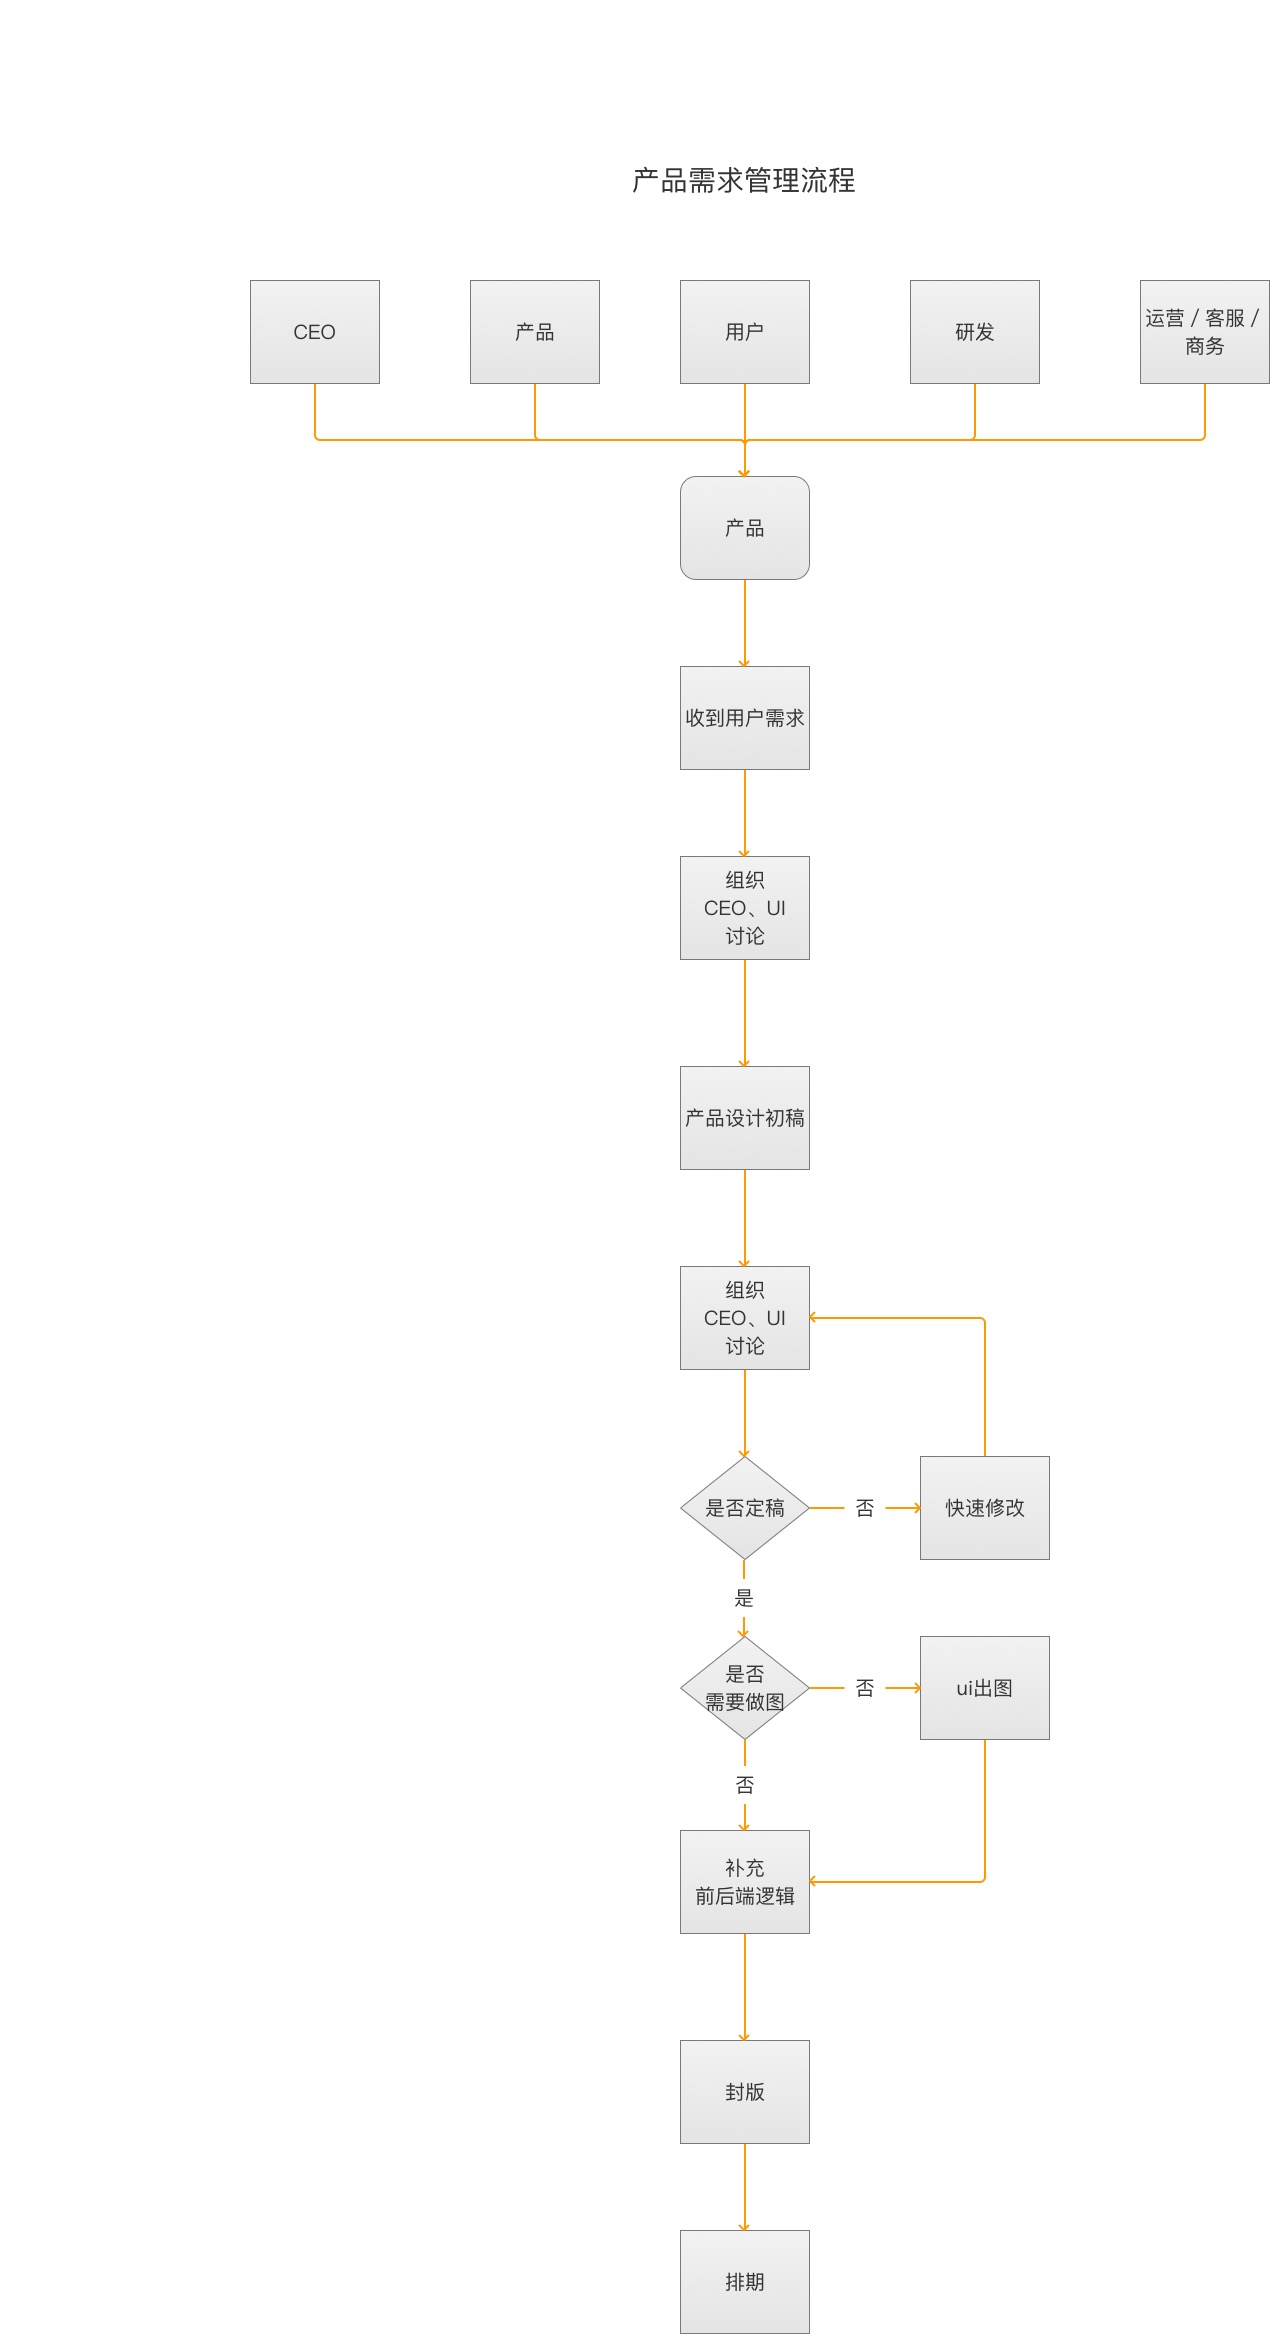 产品需求管理流程
CEO
产品
用户
研发
运营 / 客服 /
商务
产品
收到用户需求
组织
CEO、UI
讨论
产品设计初稿
组织
CEO、UI
讨论
是否定稿
否
快速修改
是
是否
需要做图
否
ui出图
否
补充
前后端逻辑
封版
排期